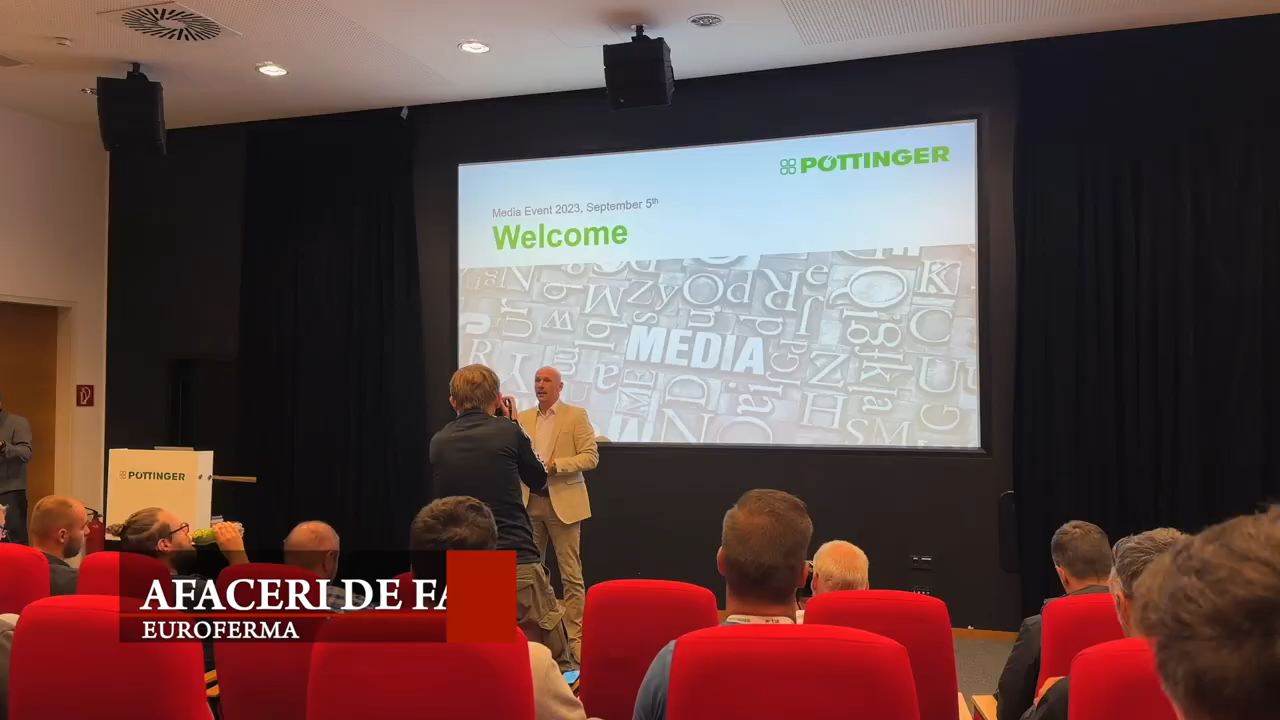 PÖTTINGER
Media Event 2023, September 5th
Welcome
MEDIA
PÖTTINGER
AFACERI DE FA
EUROFERMA